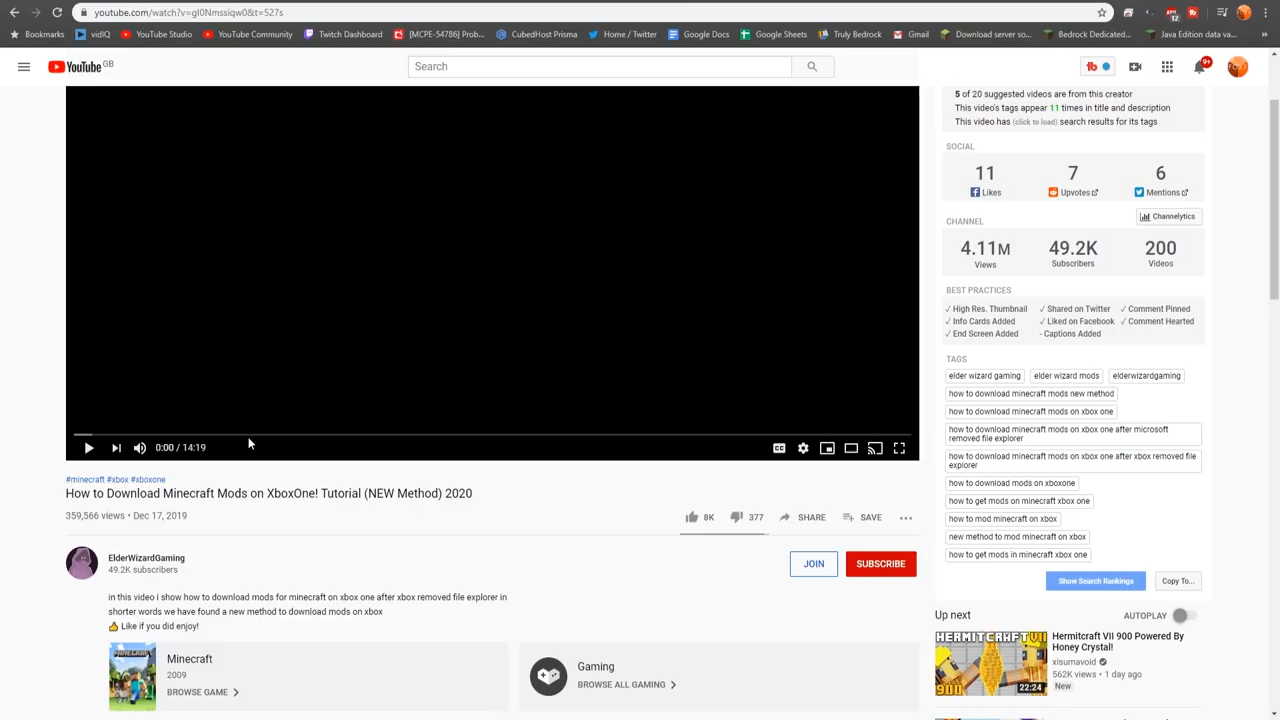 youtube.com/watch?v=gI0Nmssiqw0&t=527s
12
Bookmarks
vidIQ
YouTube Studio
YouTube Community
Twitch Dashboard
[MCPE-54786] Prob...
CubedHost Prisma
Home / Twitter
Google Docs
Google Sheets
Truly Bedrock
Gmail
Download server so...
Bedrock Dedicated...
Java Edition data va...
YouTube GB
Search
9+
5 of 20 suggested videos are from this creator
This video's tags appear 11 times in title and description
This video has (click to load) search results for its tags
SOCIAL
11 7 6
Likes Upvotes Mentions
CHANNEL
Channelytics
4.11M 49.2K 200
Views Subscribers Videos
BEST PRACTICES
✓ High Res. Thumbnail ✓ Shared on Twitter ✓ Comment Pinned
✓ Info Cards Added ✓ Liked on Facebook ✓ Comment Hearted
✓ End Screen Added - Captions Added
TAGS
elder wizard gaming elder wizard mods elderwizardgaming
how to download minecraft mods new method
how to download minecraft mods on xbox one
how to download minecraft mods on xbox one after microsoft
removed file explorer
how to download minecraft mods on xbox one after xbox removed file
explorer
how to download mods on xboxone
how to get mods on minecraft xbox one
how to mod minecraft on xbox
new method to mod minecraft on xbox
how to get mods in minecraft xbox one
Show Search Rankings Copy To...
0:00 / 14:19
CC
#minecraft #xbox #xboxone
How to Download Minecraft Mods on XboxOne! Tutorial (NEW Method) 2020
359,566 views • Dec 17, 2019
8K 377 SHARE SAVE
ElderWizardGaming
49.2K subscribers
JOIN SUBSCRIBE
in this video i show how to download mods for minecraft on xbox one after xbox removed file explorer in
shorter words we have found a new method to download mods on xbox
👍 Like if you did enjoy!
MINECRAFT
Minecraft
2009
BROWSE GAME
Gaming
BROWSE ALL GAMING
Up next
AUTOPLAY
HERMITCRAFT VII
900
22:24
Hermitcraft VII 900 Powered By
Honey Crystal!
xisumavoid
562K views • 1 day ago
New